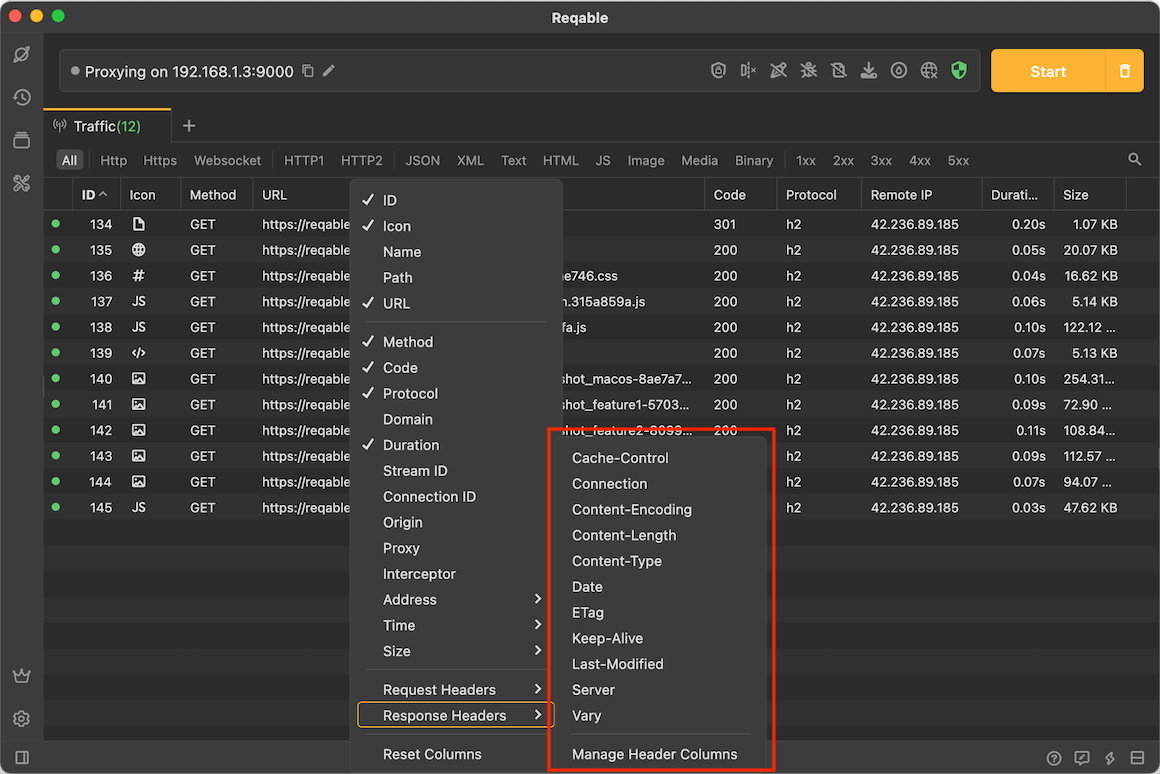 Reqable
Proxying on 192.168.1.3:9000
Start
Traffic(12)
All Http Https Websocket HTTP1 HTTP2 JSON XML Text HTML JS Image Media Binary 1xx 2xx 3xx 4xx 5xx
ID Icon Method URL Code Protocol Remote IP Durati... Size
134 GET https://reqable 301 h2 42.236.89.185 0.20s 1.07 KB
135 GET https://reqable 200 h2 42.236.89.185 0.05s 20.07 KB
136 # GET https://reqable e746.css 200 h2 42.236.89.185 0.04s 16.62 KB
137 JS GET https://reqable n.315a859a.js 200 h2 42.236.89.185 0.06s 5.14 KB
138 JS GET https://reqable fa.js 200 h2 42.236.89.185 0.10s 122.12 ...
139 </> GET https://reqable 200 h2 42.236.89.185 0.07s 5.13 KB
140 GET https://reqable shot_macos-8ae7a7... 200 h2 42.236.89.185 0.10s 254.31...
141 GET https://reqable shot_feature1-5703... 200 h2 42.236.89.185 0.09s 72.90 ...
142 GET https://reqable shot_feature2-8099... 200 h2 42.236.89.185 0.11s 108.84...
143 GET https://reqable h2 42.236.89.185 0.09s 112.57 ...
144 GET https://reqable h2 42.236.89.185 0.07s 94.07 ...
145 JS GET https://reqable h2 42.236.89.185 0.03s 47.62 KB
ID
Icon
Name
Path
URL
Method
Code
Protocol
Domain
Duration
Stream ID
Connection ID
Origin
Proxy
Interceptor
Address
Time
Size
Request Headers
Response Headers
Reset Columns
Cache-Control
Connection
Content-Encoding
Content-Length
Content-Type
Date
ETag
Keep-Alive
Last-Modified
Server
Vary
Manage Header Columns